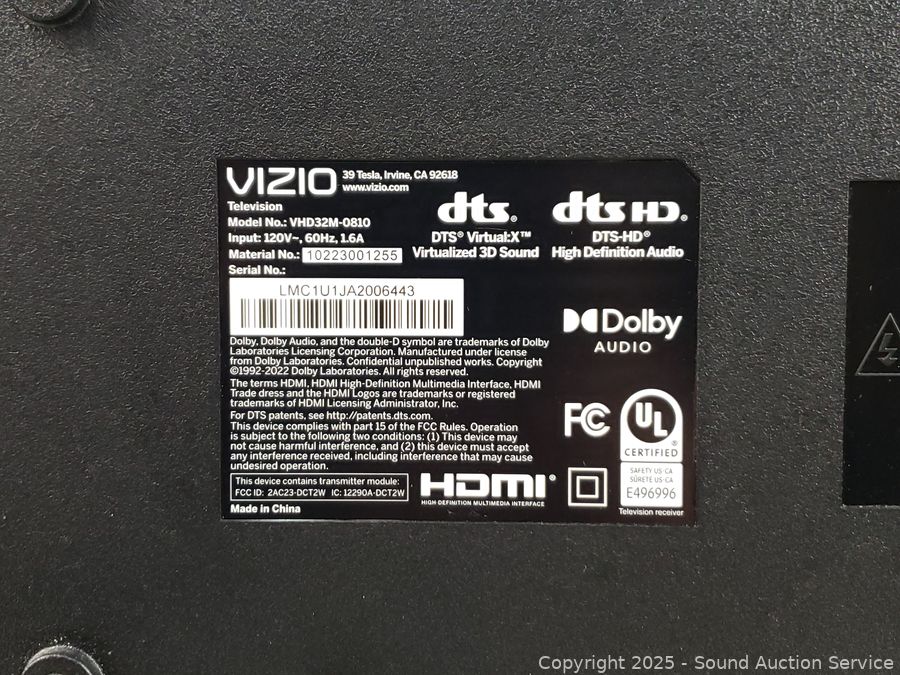 VIZIO
39 Tesla, Irvine, CA 92618
www.vizio.com
Television
Model No.: VHD32M-0810
Input: 120V~, 60Hz, 1.6A
Material No.: 10223001255
Serial No.:
LMC1U1JA2006443
dts.
DTS® Virtual:X™
Virtualized 3D Sound
dts HD.
DTS-HD®
High Definition Audio
Dolby
AUDIO
Dolby, Dolby Audio, and the double-D symbol are trademarks of Dolby
Laboratories Licensing Corporation. Manufactured under license
from Dolby Laboratories. Confidential unpublished works. Copyright
©1992-2022 Dolby Laboratories. All rights reserved.
The terms HDMI, HDMI High-Definition Multimedia Interface, HDMI
Trade dress and the HDMI Logos are trademarks or registered
trademarks of HDMI Licensing Administrator, Inc.
For DTS patents, see http://patents.dts.com.
This device complies with part 15 of the FCC Rules. Operation
is subject to the following two conditions: (1) This device may
not cause harmful interference, and (2) this device must accept
any interference received, including interference that may cause
undesired operation.
This device contains transmitter module:
FCC ID: 2AC23-DCT2W IC: 12290A-DCT2W
Made in China
HDMI®
HIGH DEFINITION MULTIMEDIA INTERFACE
FC
UL
®
CERTIFIED
SAFETY US-CA
SÛRETÉ US-CA
E496996
Television receiver
Copyright 2025 - Sound Auction Service